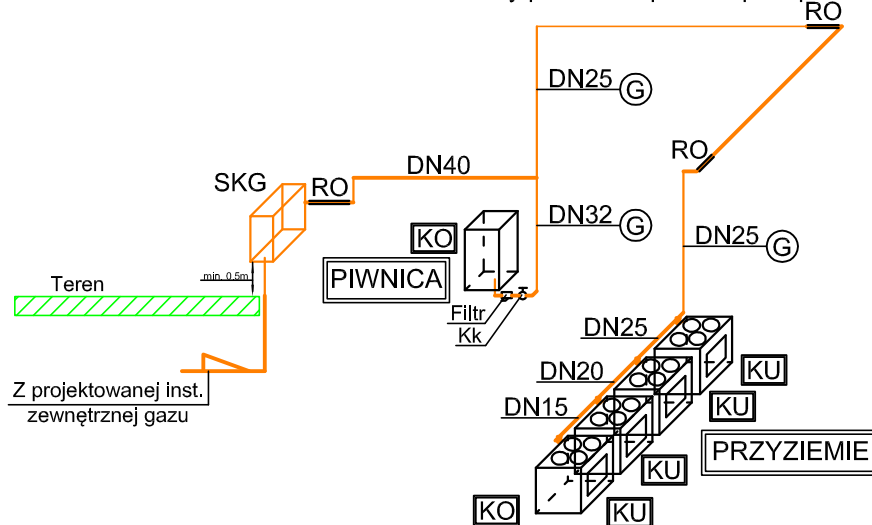 RO
DN25
G
RO
DN40
SKG
RO
DN32
G
KO
DN25
G
PIWNICA
min. 0.5m
Teren
Filtr
Kk
DN25
DN20
KU
Z projektowanej inst.
zewnętrznej gazu
DN15
KU
PRZYZIEMIE
KU
KO
KU